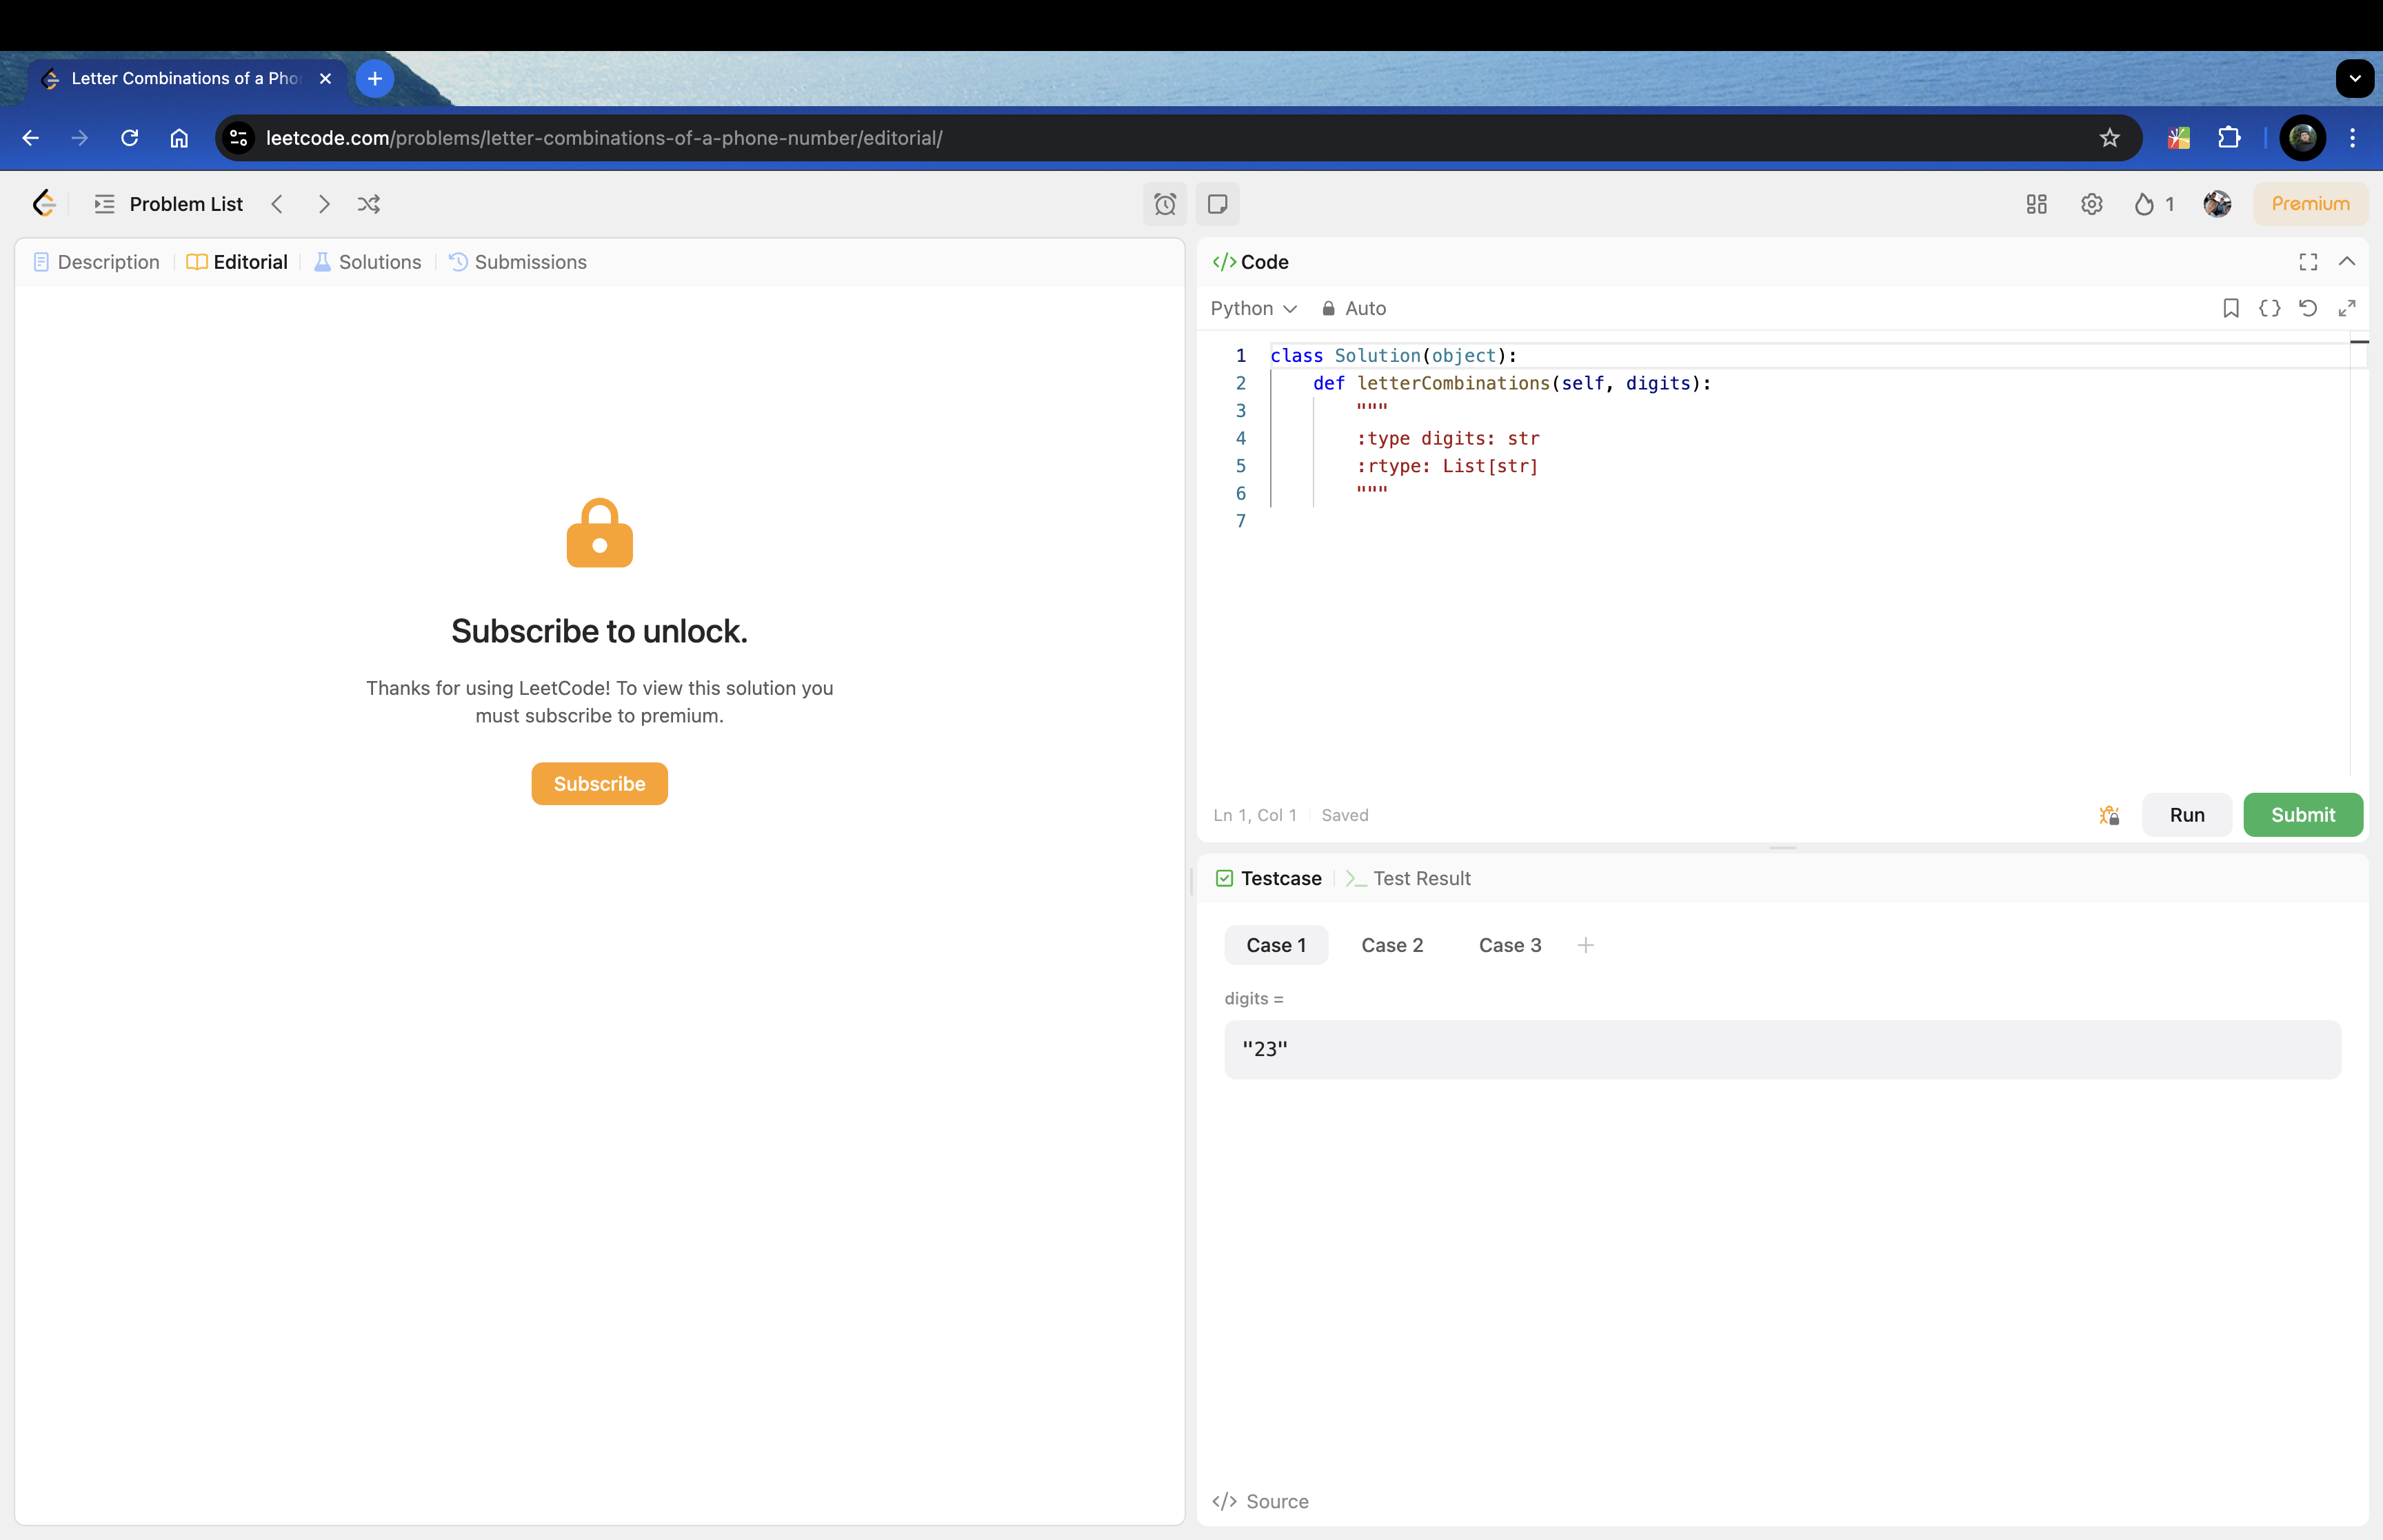 Letter Combinations of a Pho
leetcode.com/problems/letter-combinations-of-a-phone-number/editorial/
Problem List
1
Premium
Description
Editorial
Solutions
Submissions
Subscribe to unlock.
Thanks for using LeetCode! To view this solution you
must subscribe to premium.
Subscribe
</> Code
Python
Auto
1 class Solution(object):
2 def letterCombinations(self, digits):
3 """
4 :type digits: str
5 :rtype: List[str]
6 """
7
Ln 1, Col 1
Saved
Run
Submit
Testcase
Test Result
Case 1
Case 2
Case 3
digits =
"23"
</> Source